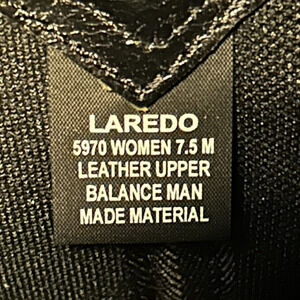 LAREDO
5970 WOMEN 7.5 M
LEATHER UPPER
BALANCE MAN
MADE MATERIAL